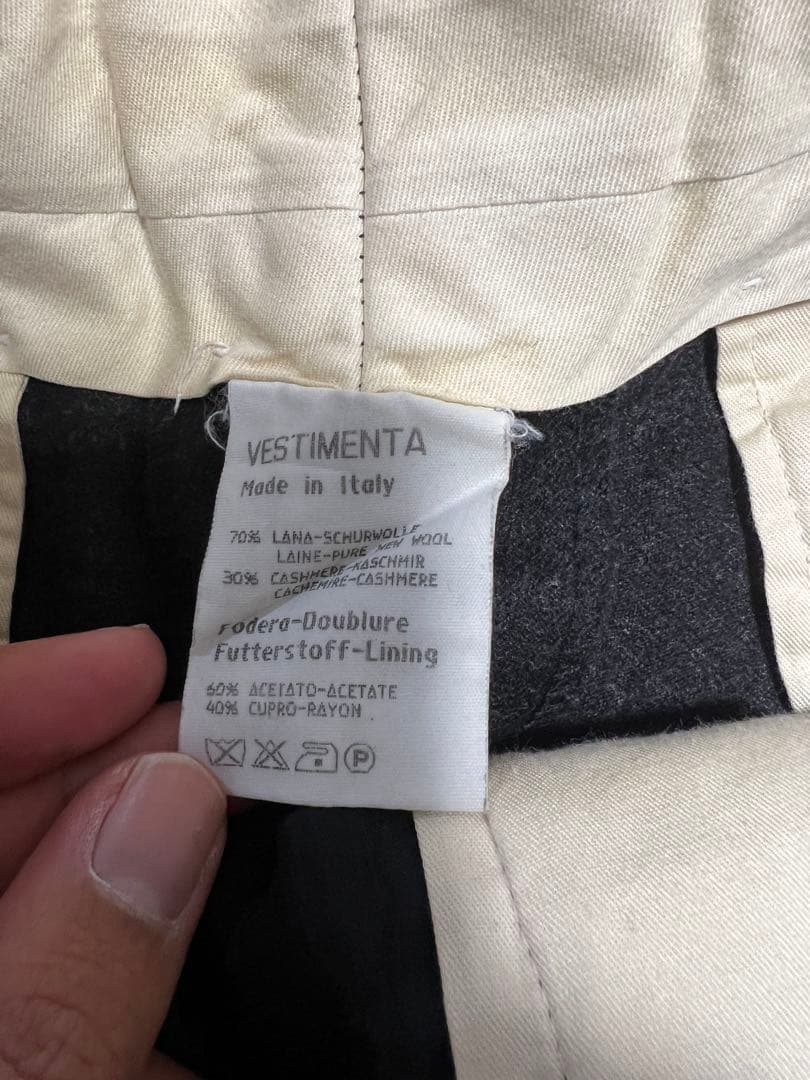 VESTIMENTA
Made in Italy
70% LANA-SCHURWOLLE
LAINE-PURE NEW WOOL
30% CASHMERE-KASCHMIR
CACHEMIRE-CASHMERE
Fodera-Doublure
Futterstoff-Lining
60% ACETATO-ACETATE
40% CUPRO-RAYON
P